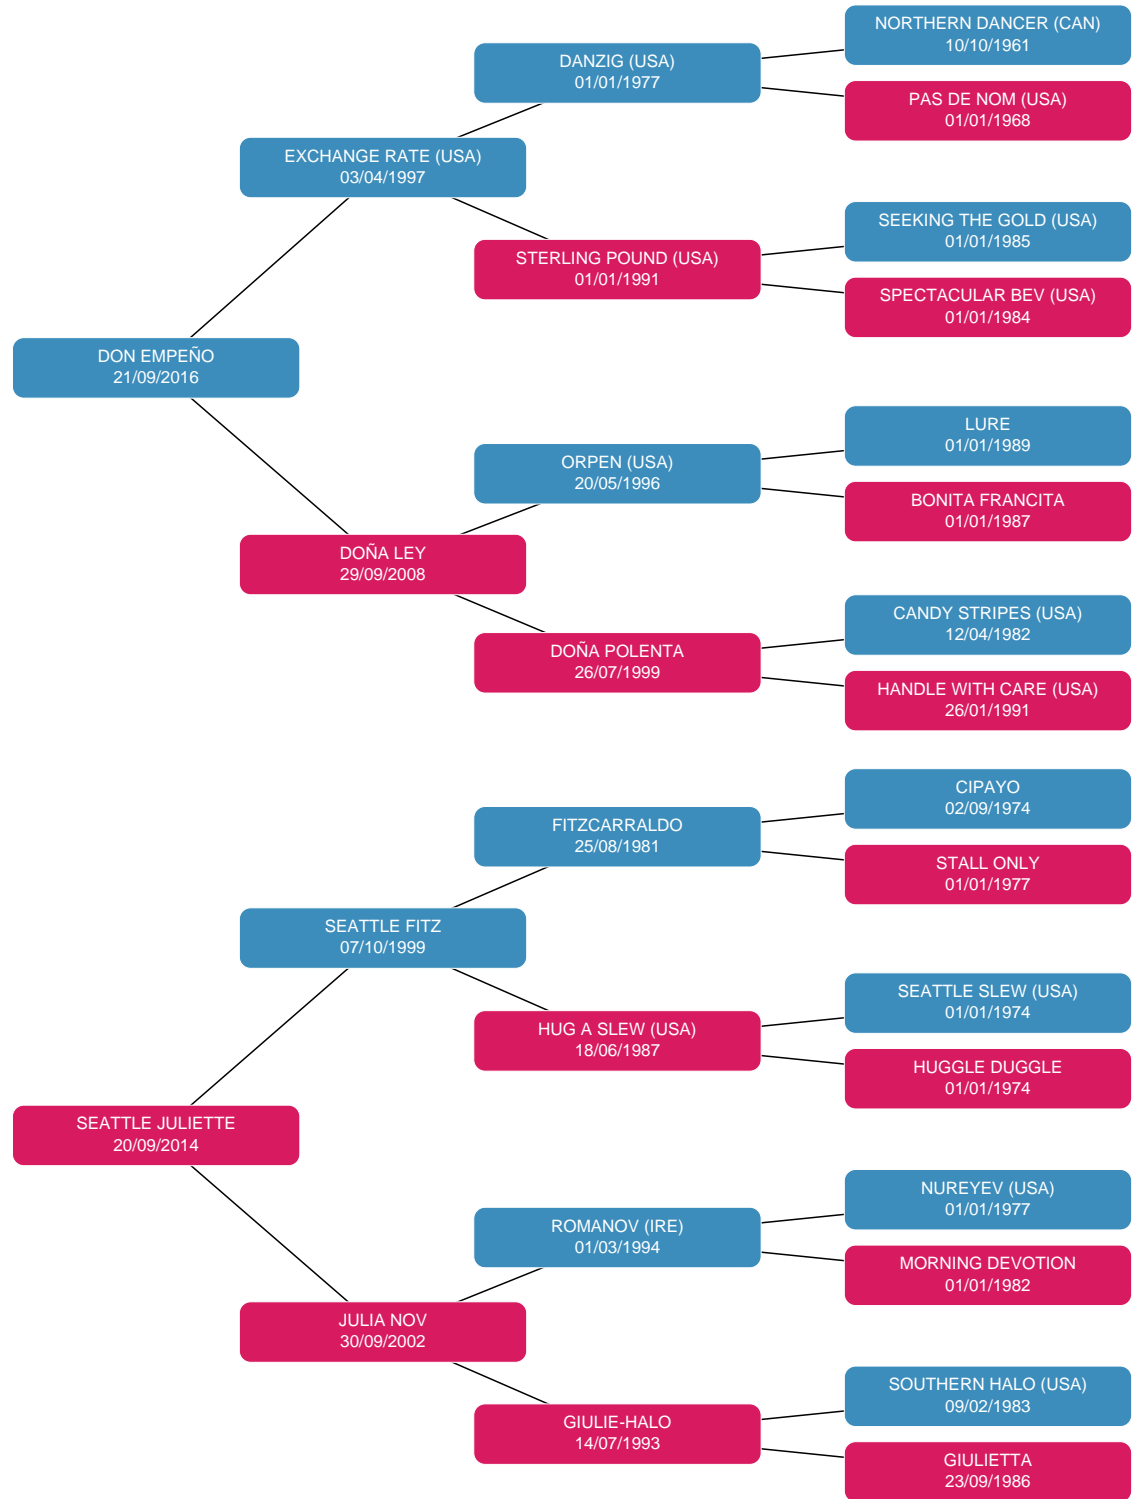 NORTHERN DANCER (CAN)
10/10/1961
DANZIG (USA)
01/01/1977
PAS DE NOM (USA)
01/01/1968
EXCHANGE RATE (USA)
03/04/1997
SEEKING THE GOLD (USA)
01/01/1985
STERLING POUND (USA)
01/01/1991
SPECTACULAR BEV (USA)
01/01/1984
DON EMPEÑO
21/09/2016
LURE
01/01/1989
ORPEN (USA)
20/05/1996
BONITA FRANCITA
01/01/1987
DOÑA LEY
29/09/2008
CANDY STRIPES (USA)
12/04/1982
DOÑA POLENTA
26/07/1999
HANDLE WITH CARE (USA)
26/01/1991
CIPAYO
02/09/1974
FITZCARRALDO
25/08/1981
STALL ONLY
01/01/1977
SEATTLE FITZ
07/10/1999
SEATTLE SLEW (USA)
01/01/1974
HUG A SLEW (USA)
18/06/1987
HUGGLE DUGGLE
01/01/1974
SEATTLE JULIETTE
20/09/2014
NUREYEV (USA)
01/01/1977
ROMANOV (IRE)
01/03/1994
MORNING DEVOTION
01/01/1982
JULIA NOV
30/09/2002
SOUTHERN HALO (USA)
09/02/1983
GIULIE-HALO
14/07/1993
GIULIETTA
23/09/1986